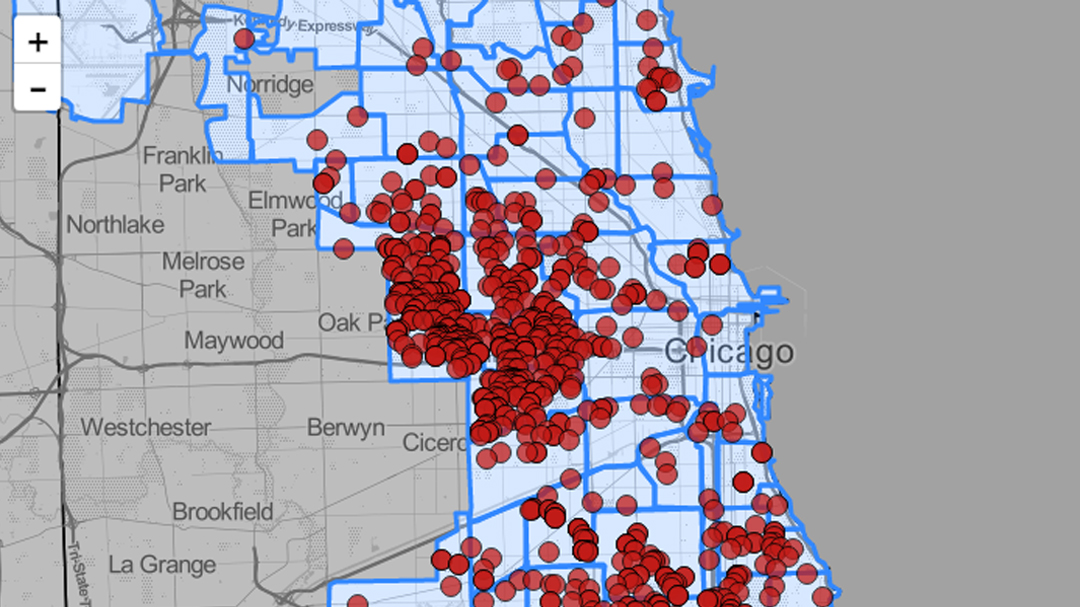 +
-
Kennedy Expressway
Norridge
Franklin
Park
Elmwood
Park
Northlake
Melrose
Park
Oak P
Maywood
Chicago
Westchester
Berwyn
Cicero
Brookfield
La Grange
Tri-State-T